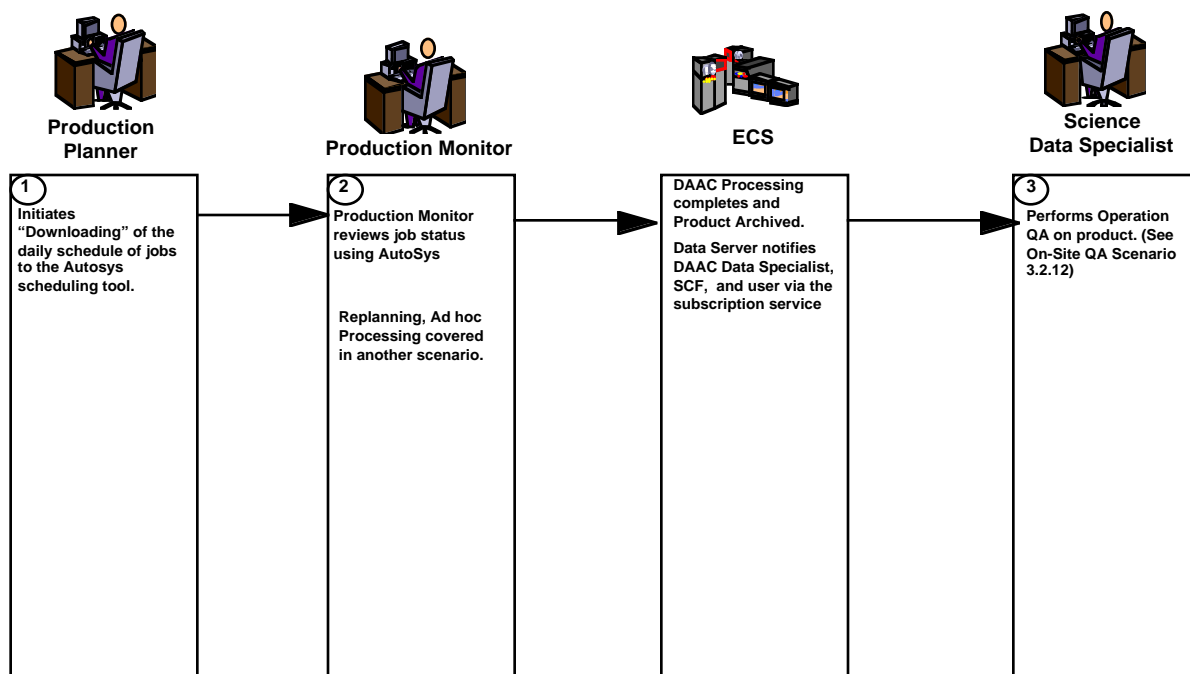 Production
Planner
Production Monitor
ECS
Science
Data Specialist
1
Initiates
“Downloading” of the
daily schedule of jobs
to the Autosys
scheduling tool.
2
Production Monitor
reviews job status
using AutoSys
Replanning, Ad hoc
Processing covered
in another scenario.
DAAC Processing
completes and
Product Archived.
Data Server notifies
DAAC Data Specialist,
SCF, and user via the
subscription service
3
Performs Operation
QA on product. (See
On-Site QA Scenario
3.2.12)